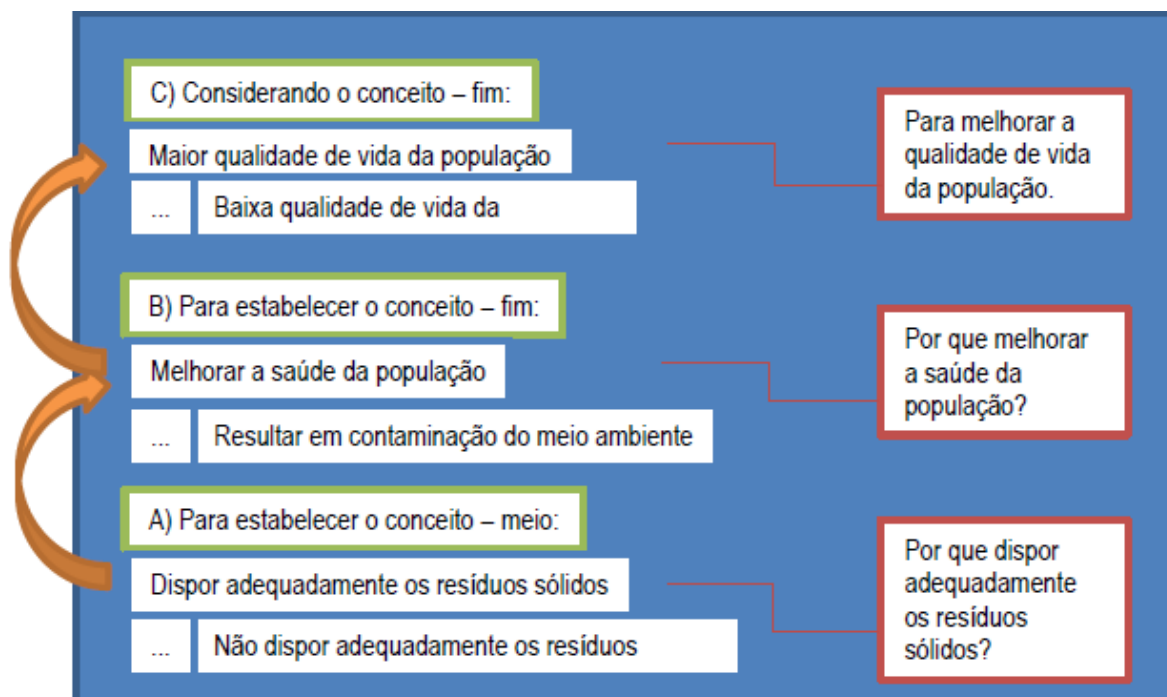 C) Considerando o conceito – fim:
Maior qualidade de vida da população
... Baixa qualidade de vida da
Para melhorar a
qualidade de vida
da população.
B) Para estabelecer o conceito – fim:
Melhorar a saúde da população
... Resultar em contaminação do meio ambiente
Por que melhorar
a saúde da
população?
A) Para estabelecer o conceito – meio:
Dispor adequadamente os resíduos sólidos
... Não dispor adequadamente os resíduos
Por que dispor
adequadamente
os resíduos
sólidos?